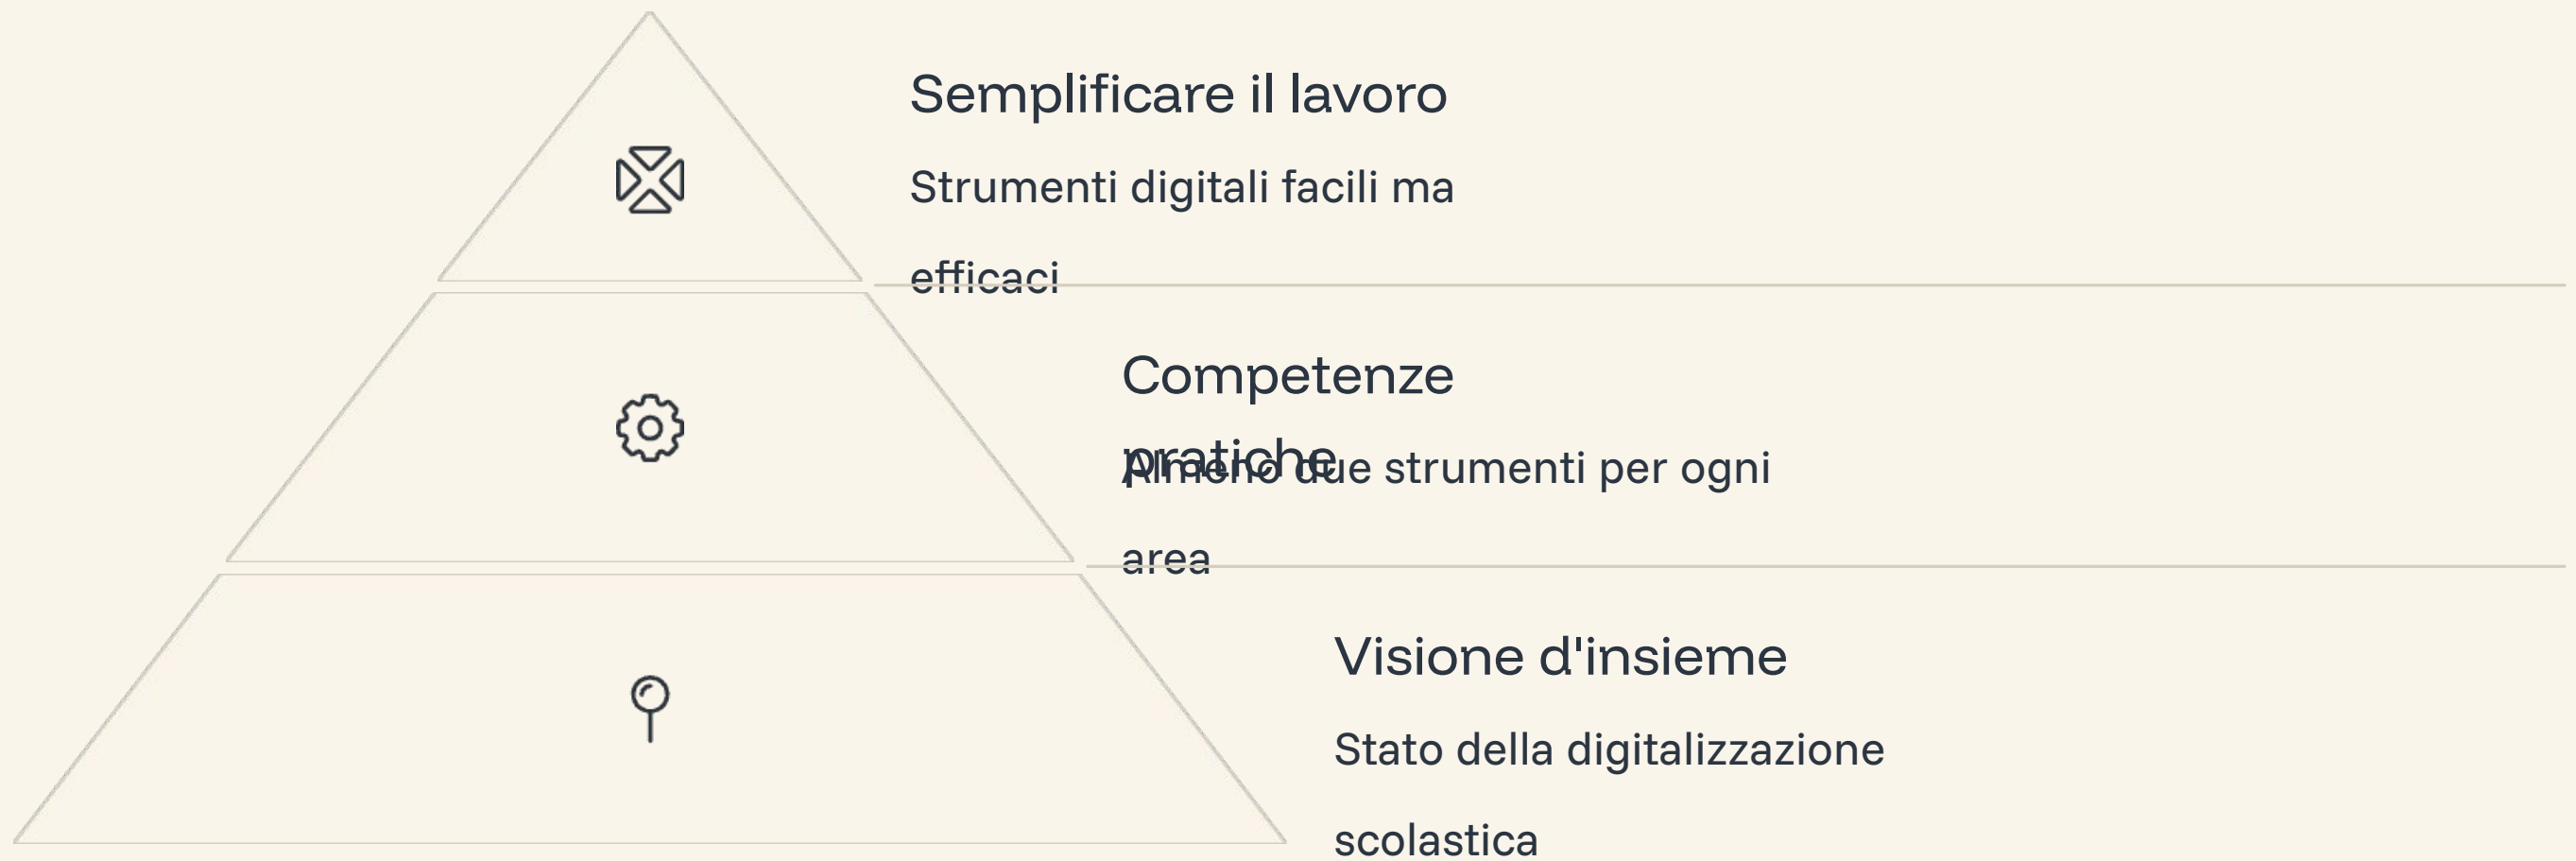 Semplificare il lavoro
Strumenti digitali facili ma
efficaci
Competenze
pratiche
Almeno due strumenti per ogni
area
Visione d'insieme
Stato della digitalizzazione
scolastica